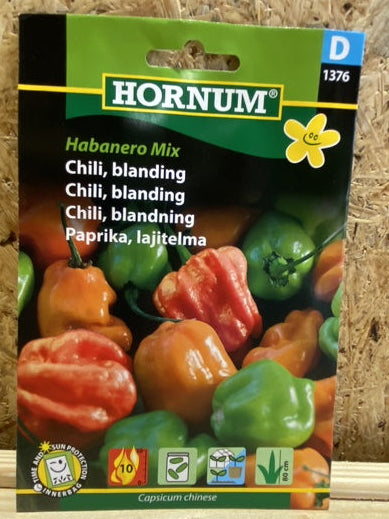 D
1376
HORNUM®
Habanero Mix
Chili, blanding
Chili, blanding
Chili, blandning
Paprika, lajitelma
TIME AND SUN PROTECTION
INNERBAG
10
80 cm
Capsicum chinese